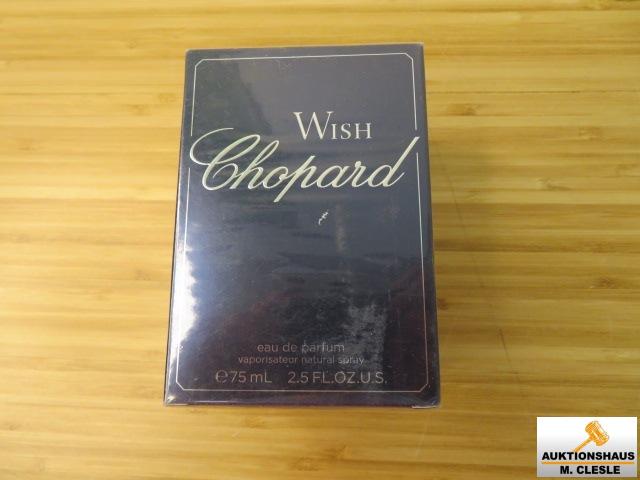 WISH
Chopard
eau de parfum
vaporisateur natural spray
℮75 mL 2.5 FL.OZ.U.S.
AUKTIONSHAUS
M. CLESLE